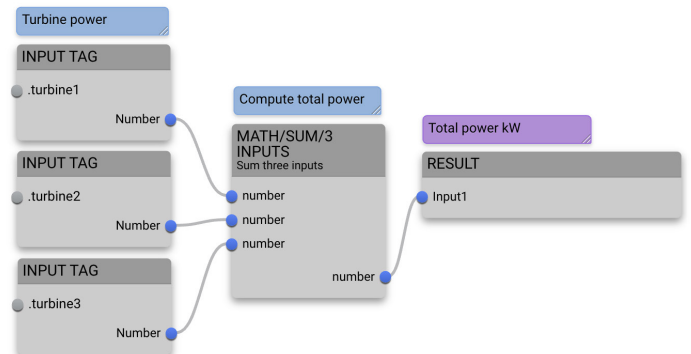 Turbine power
INPUT TAG
.turbine1
Number
INPUT TAG
.turbine2
Number
INPUT TAG
.turbine3
Number
Compute total power
MATH/SUM/3
INPUTS
Sum three inputs
number
number
number
number
Total power kW
RESULT
Input1